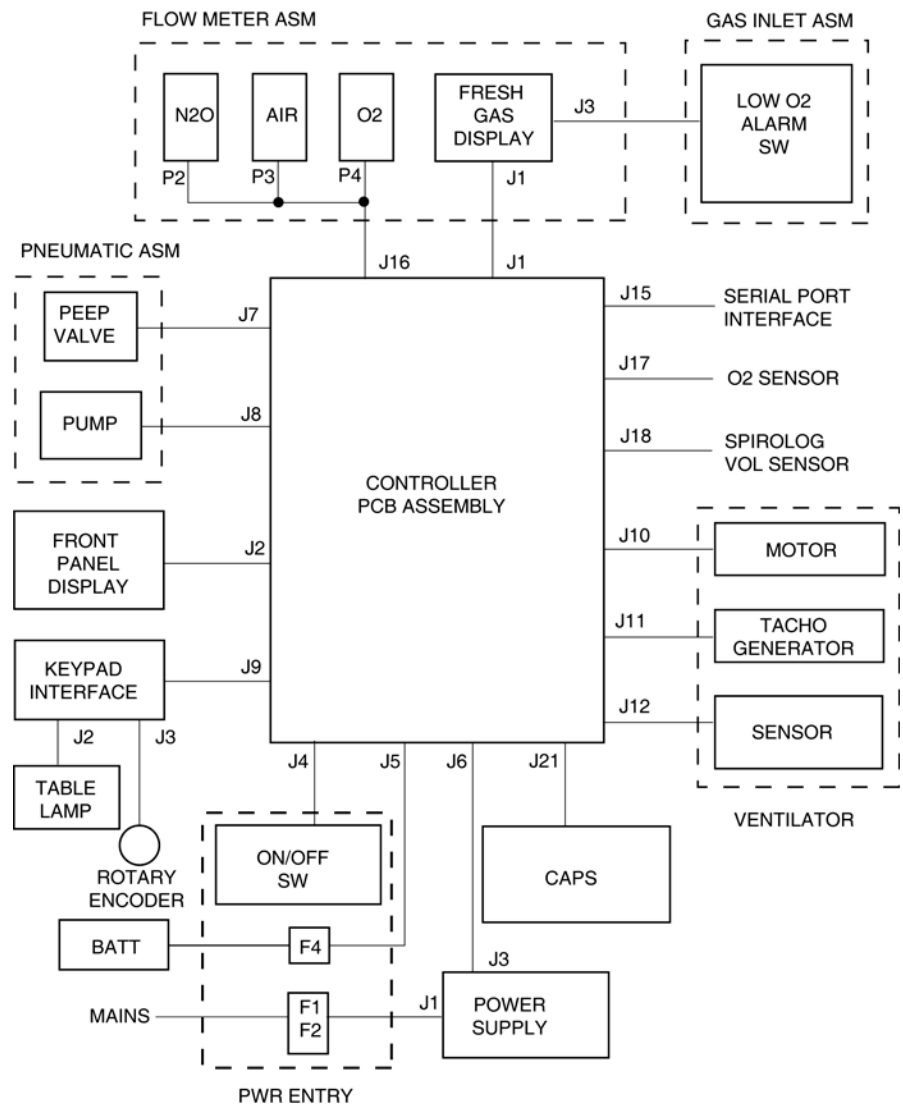 FLOW METER ASM
GAS INLET ASM
N2O
AIR
O2
FRESH
GAS
DISPLAY
J3
LOW O2
ALARM
SW
P2
P3
P4
J1
PNEUMATIC ASM
J16
J1
PEEP
VALVE
J7
J15
SERIAL PORT
INTERFACE
J17
O2 SENSOR
PUMP
J8
J18
SPIROLOG
VOL SENSOR
CONTROLLER
PCB ASSEMBLY
FRONT
PANEL
DISPLAY
J2
J10
MOTOR
J11
TACHO
GENERATOR
KEYPAD
INTERFACE
J9
J12
SENSOR
J2
J3
J4
J5
J6
J21
TABLE
LAMP
VENTILATOR
ROTARY
ENCODER
ON/OFF
SW
CAPS
BATT
F4
J3
MAINS
F1
F2
J1
POWER
SUPPLY
PWR ENTRY